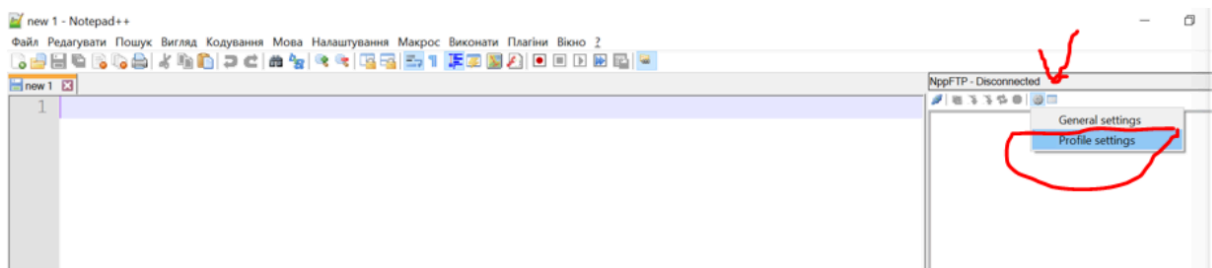 new 1 - Notepad++
Файл Редагувати Пошук Вигляд Кодування Мова Налаштування Макрос Виконати Плагіни Вікно ?
new 1
NppFTP - Disconnected
1
General settings
Profile settings